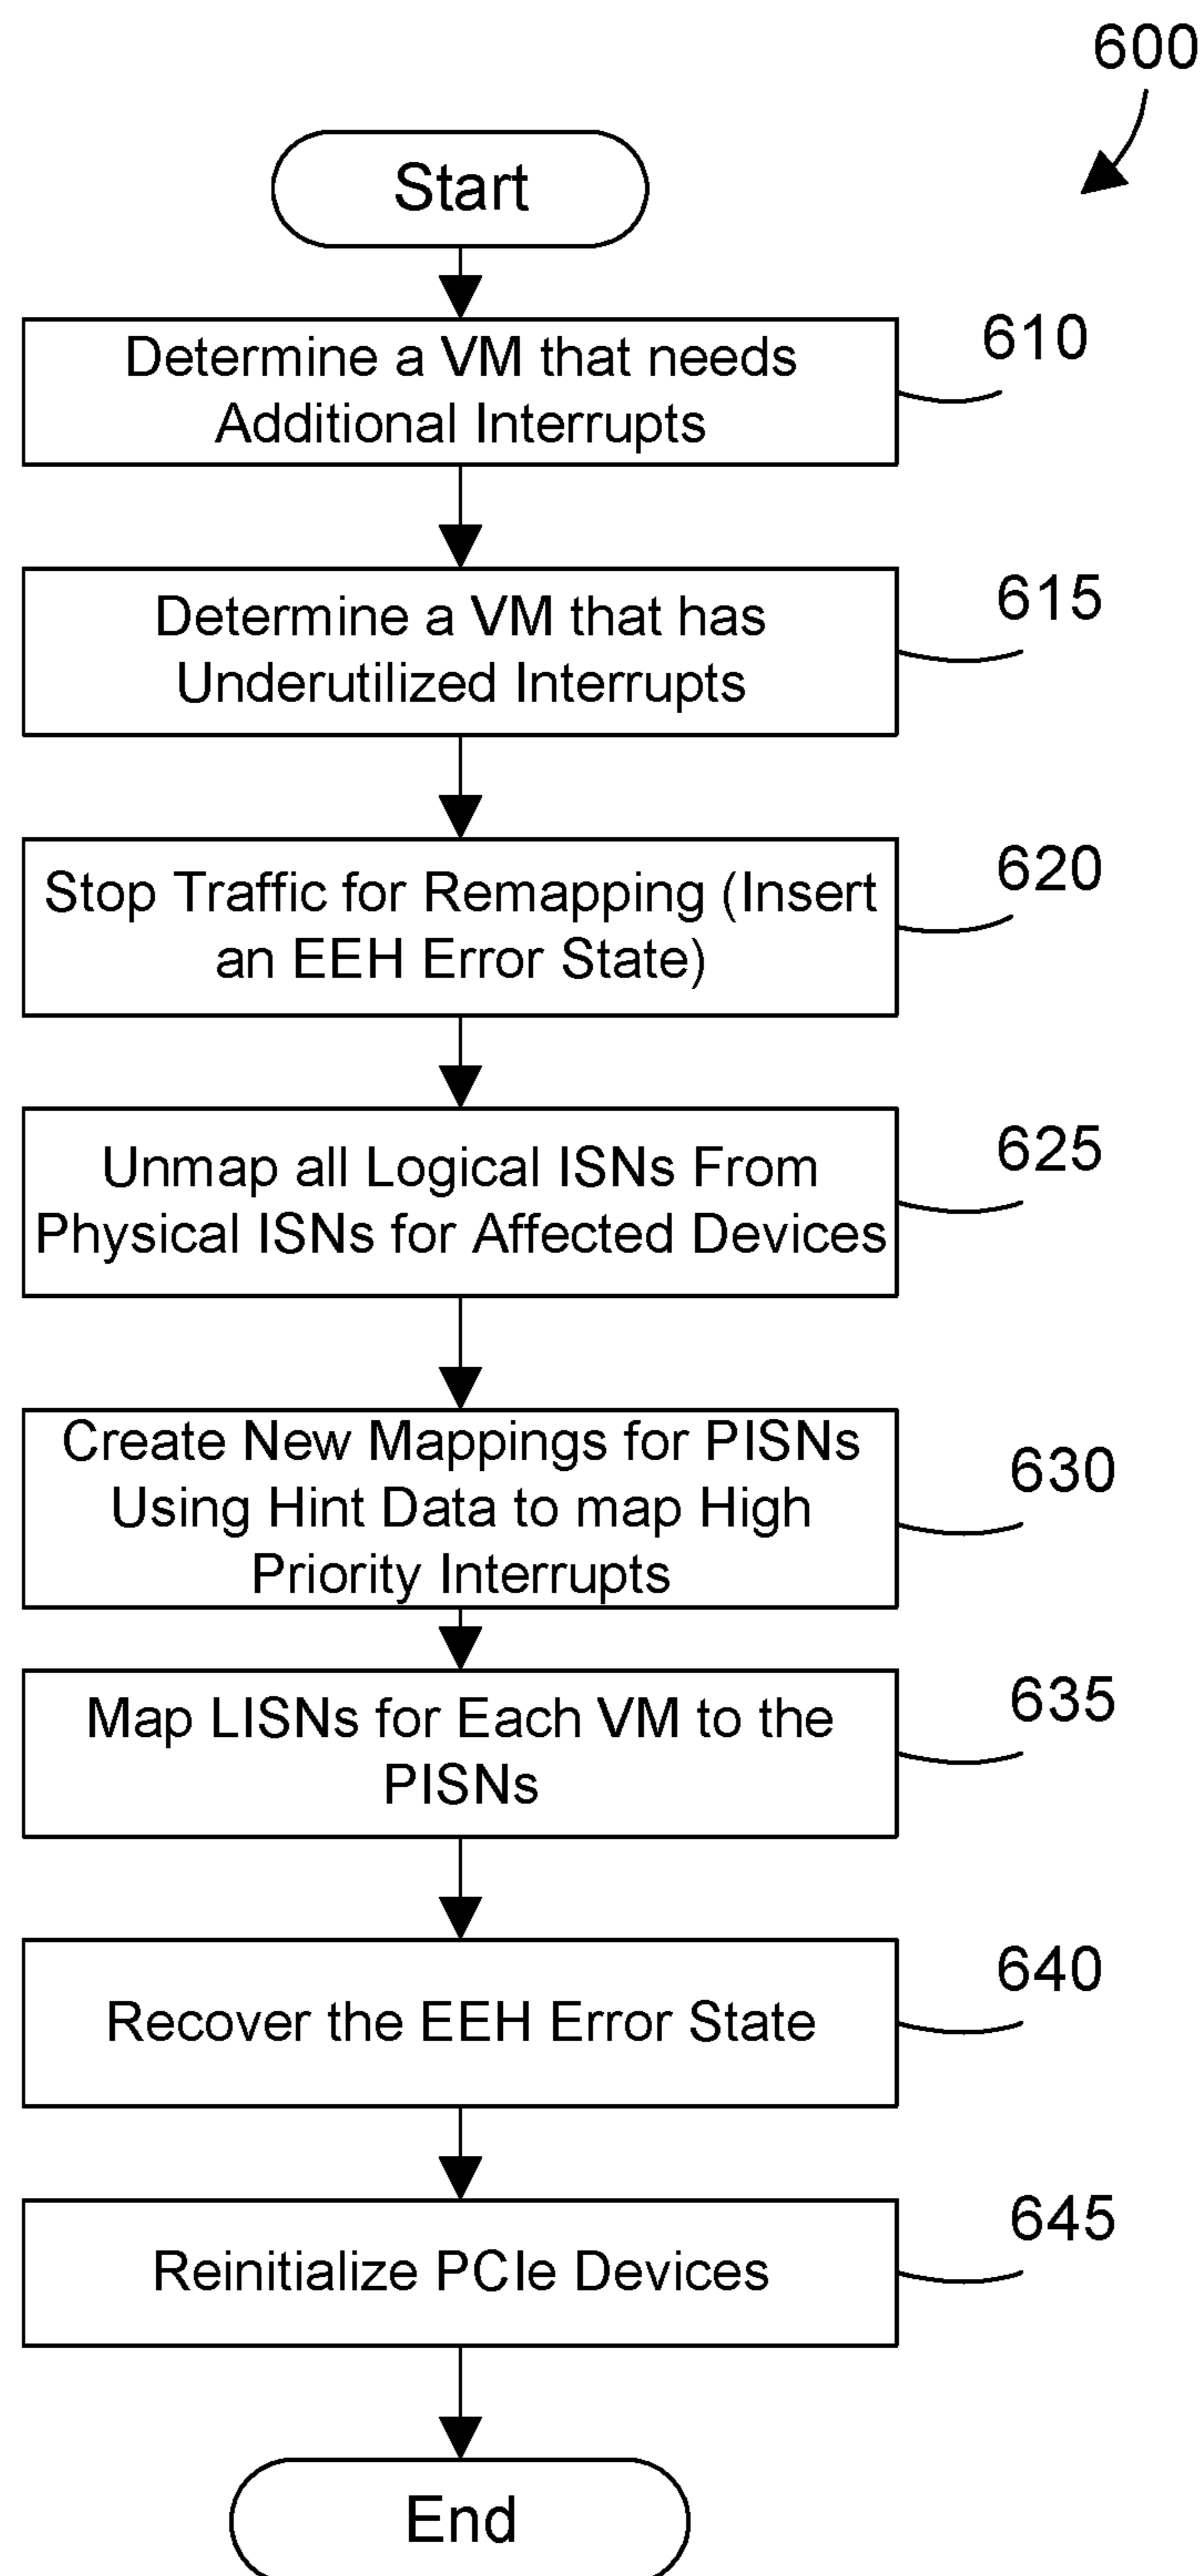 600
Start
Determine a VM that needs
Additional Interrupts
610
Determine a VM that has
Underutilized Interrupts
615
Stop Traffic for Remapping (Insert
an EEH Error State)
620
Unmap all Logical ISNs From
Physical ISNs for Affected Devices
625
Create New Mappings for PISNs
Using Hint Data to map High
Priority Interrupts
630
Map LISNs for Each VM to the
PISNs
635
Recover the EEH Error State
640
Reinitialize PCIe Devices
645
End